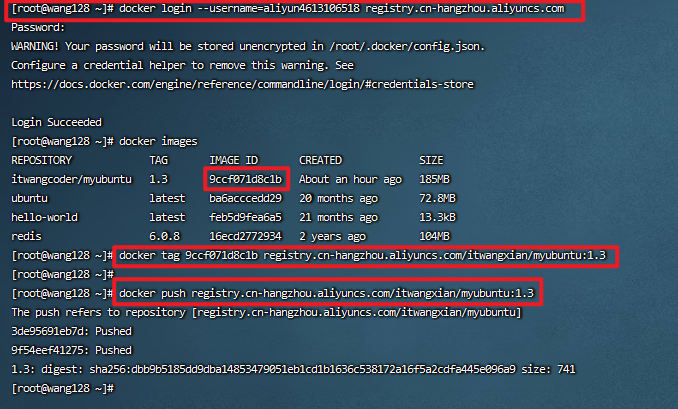 [root@wang128 ~]# docker login --username=aliyun4613106518 registry.cn-hangzhou.aliyuncs.com
Password:
WARNING! Your password will be stored unencrypted in /root/.docker/config.json.
Configure a credential helper to remove this warning. See
https://docs.docker.com/engine/reference/commandline/login/#credentials-store

Login Succeeded
[root@wang128 ~]# docker images
REPOSITORY TAG IMAGE ID CREATED SIZE
itwangcoder/myubuntu 1.3 9ccf071d8c1b About an hour ago 185MB
ubuntu latest ba6acccedd29 20 months ago 72.8MB
hello-world latest feb5d9fea6a5 21 months ago 13.3kB
redis 6.0.8 16ecd2772934 2 years ago 104MB
[root@wang128 ~]# docker tag 9ccf071d8c1b registry.cn-hangzhou.aliyuncs.com/itwangxian/myubuntu:1.3
[root@wang128 ~]#
[root@wang128 ~]# docker push registry.cn-hangzhou.aliyuncs.com/itwangxian/myubuntu:1.3
The push refers to repository [registry.cn-hangzhou.aliyuncs.com/itwangxian/myubuntu]
3de95691eb7d: Pushed
9f54eef41275: Pushed
1.3: digest: sha256:dbb9b5185dd9dba14853479051eb1cd1b1636c538172a16f5a2cdfa445e096a9 size: 741
[root@wang128 ~]#